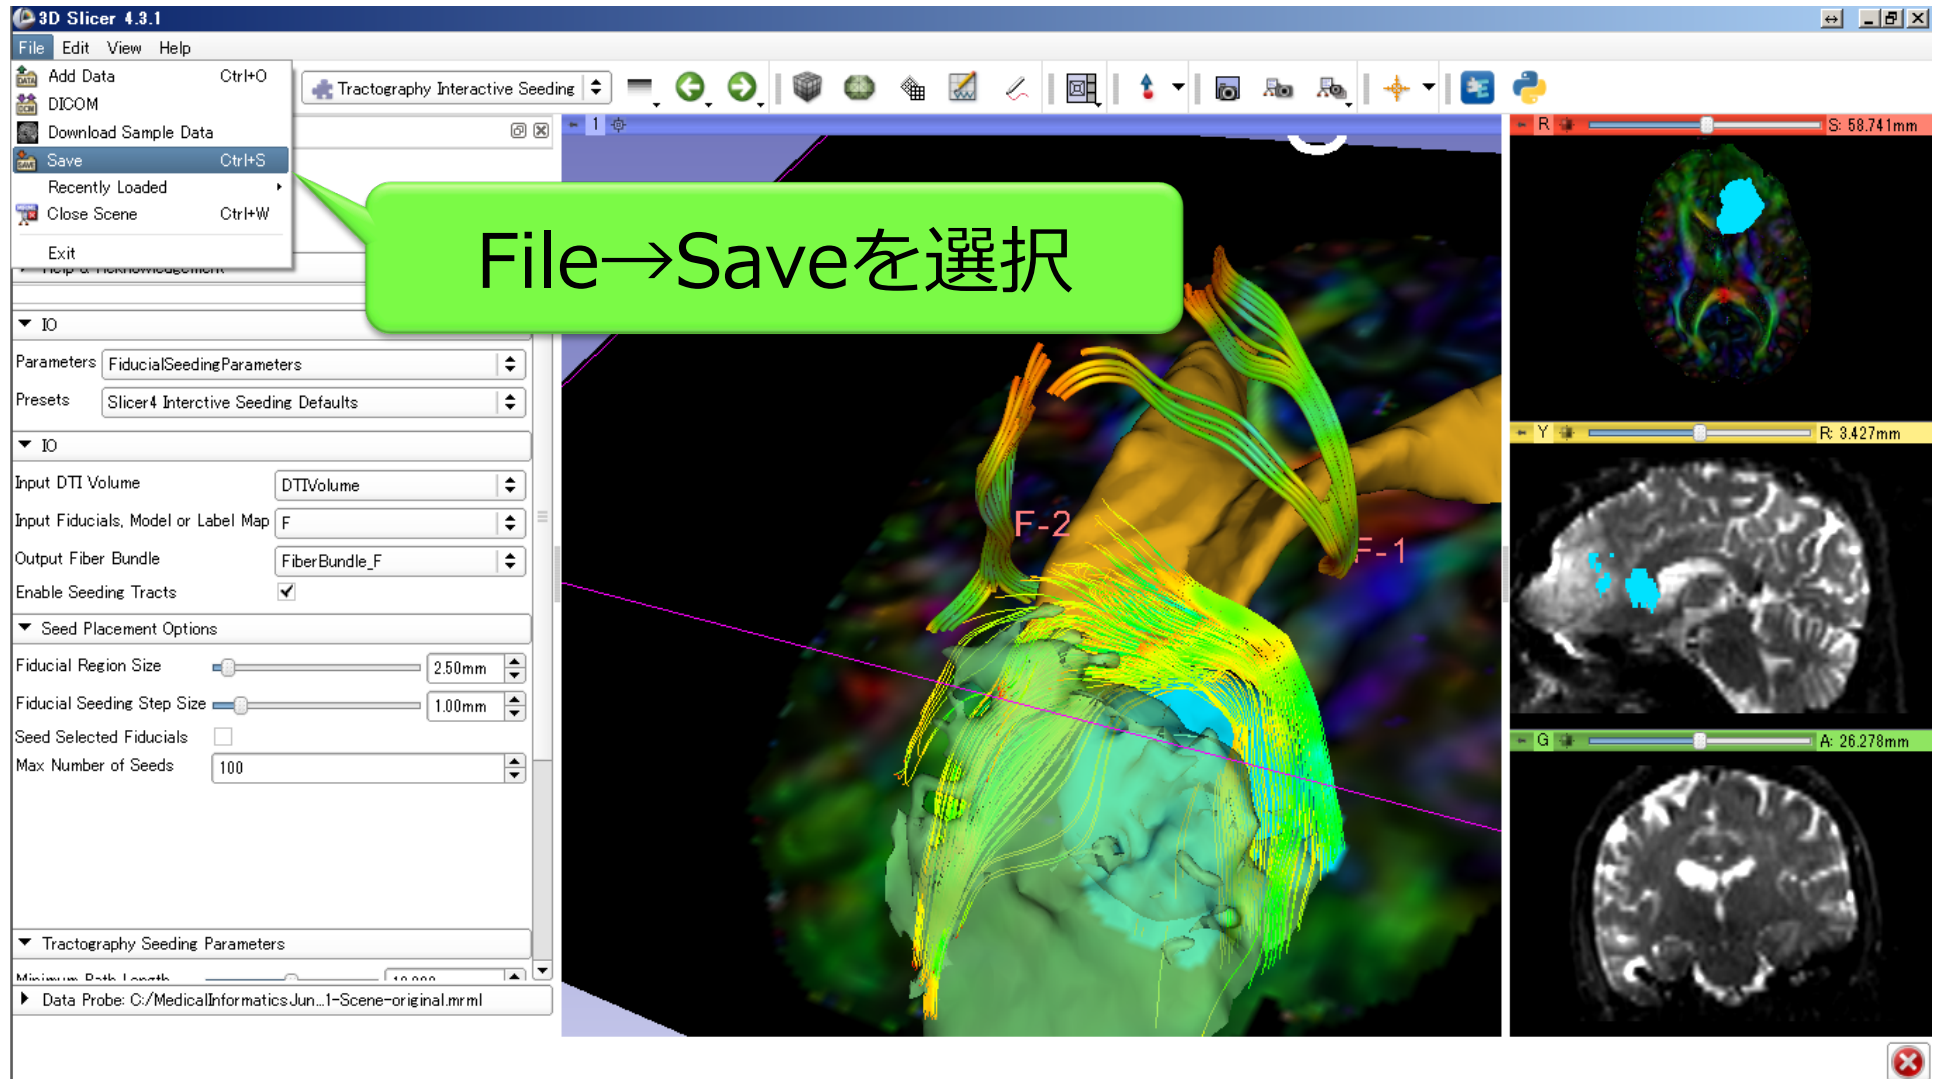 3D Slicer 4.3.1
File Edit View Help
Add Data Ctrl+O
DICOM
Download Sample Data
Save Ctrl+S
Recently Loaded
Close Scene Ctrl+W
Exit
Tractography Interactive Seeding
File→Saveを選択
Help & Acknowledgement
IO
Parameters FiducialSeedingParameters
Presets Slicer4 Interctive Seeding Defaults
IO
Input DTI Volume DTIVolume
Input Fiducials, Model or Label Map F
Output Fiber Bundle FiberBundle_F
Enable Seeding Tracts
Seed Placement Options
Fiducial Region Size 2.50mm
Fiducial Seeding Step Size 1.00mm
Seed Selected Fiducials
Max Number of Seeds 100
Tractography Seeding Parameters
Minimum Path Length
Data Probe: C:/MedicalInformaticsJun...1-Scene-original.mrml
1
F-2
F-1
R S: 58.741mm
Y R: 3.427mm
G A: 26.278mm